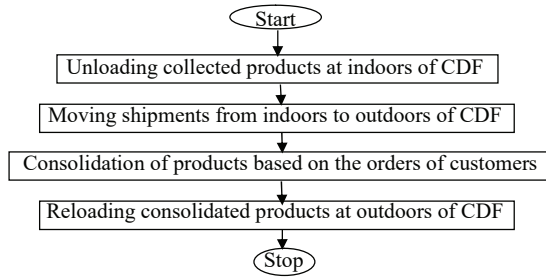 Start
Unloading collected products at indoors of CDF
Moving shipments from indoors to outdoors of CDF
Consolidation of products based on the orders of customers
Reloading consolidated products at outdoors of CDF
Stop